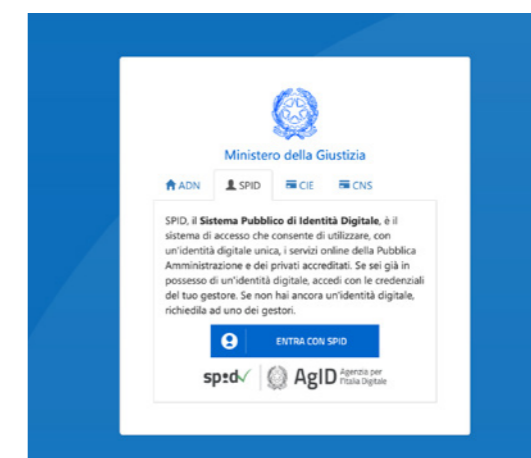 Ministero della Giustizia
ADN SPID CIE CNS
SPID, il Sistema Pubblico di Identità Digitale, è il
sistema di accesso che consente di utilizzare, con
un'identità digitale unica, i servizi online della Pubblica
Amministrazione e dei privati accreditati. Se sei già in
possesso di un'identità digitale, accedi con le credenziali
del tuo gestore. Se non hai ancora un'identità digitale,
richiedila ad uno dei gestori.
ENTRA CON SPID
spid AgID Agenzia per
l'Italia Digitale